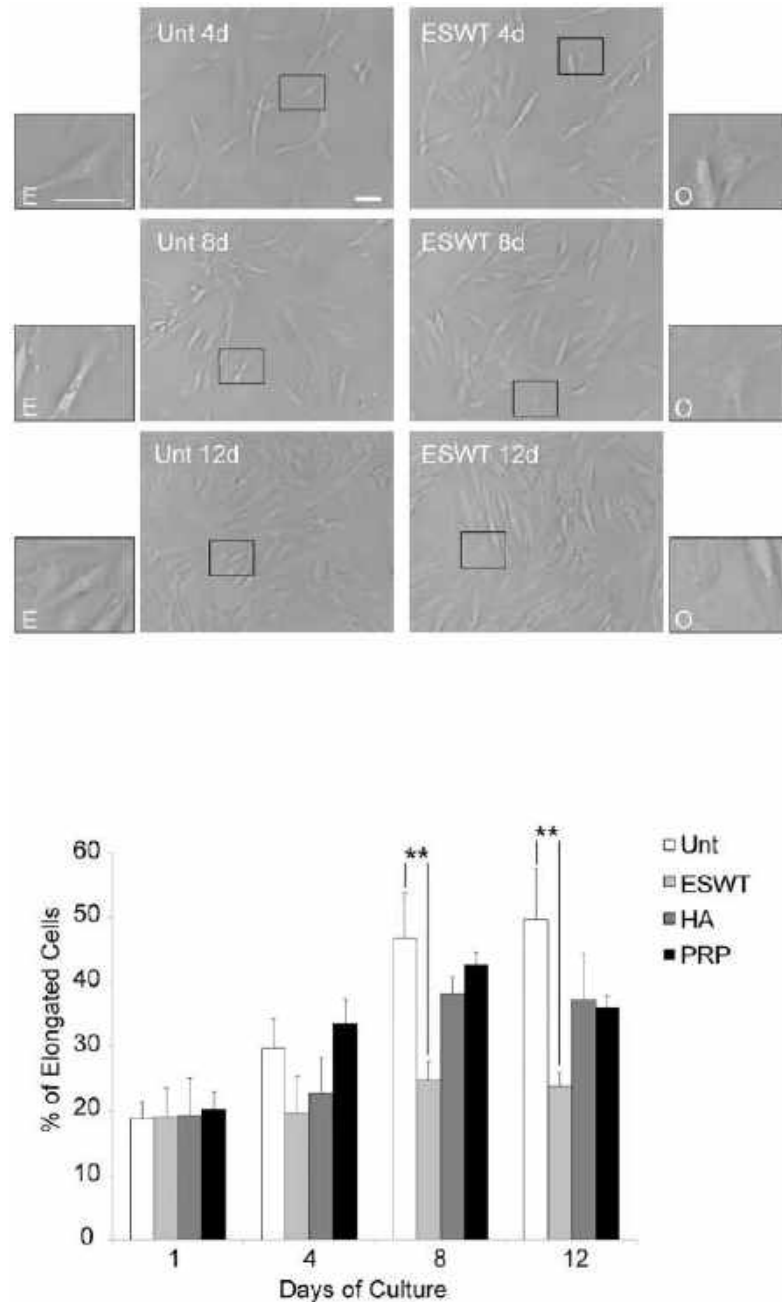 Unt 4d
ESWT 4d
E
O
Unt 8d
ESWT 8d
E
O
Unt 12d
ESWT 12d
E
O
**
**
Unt
ESWT
HA
PRP
% of Elongated Cells
60
50
40
30
20
10
0
1 4 8 12
Days of Culture